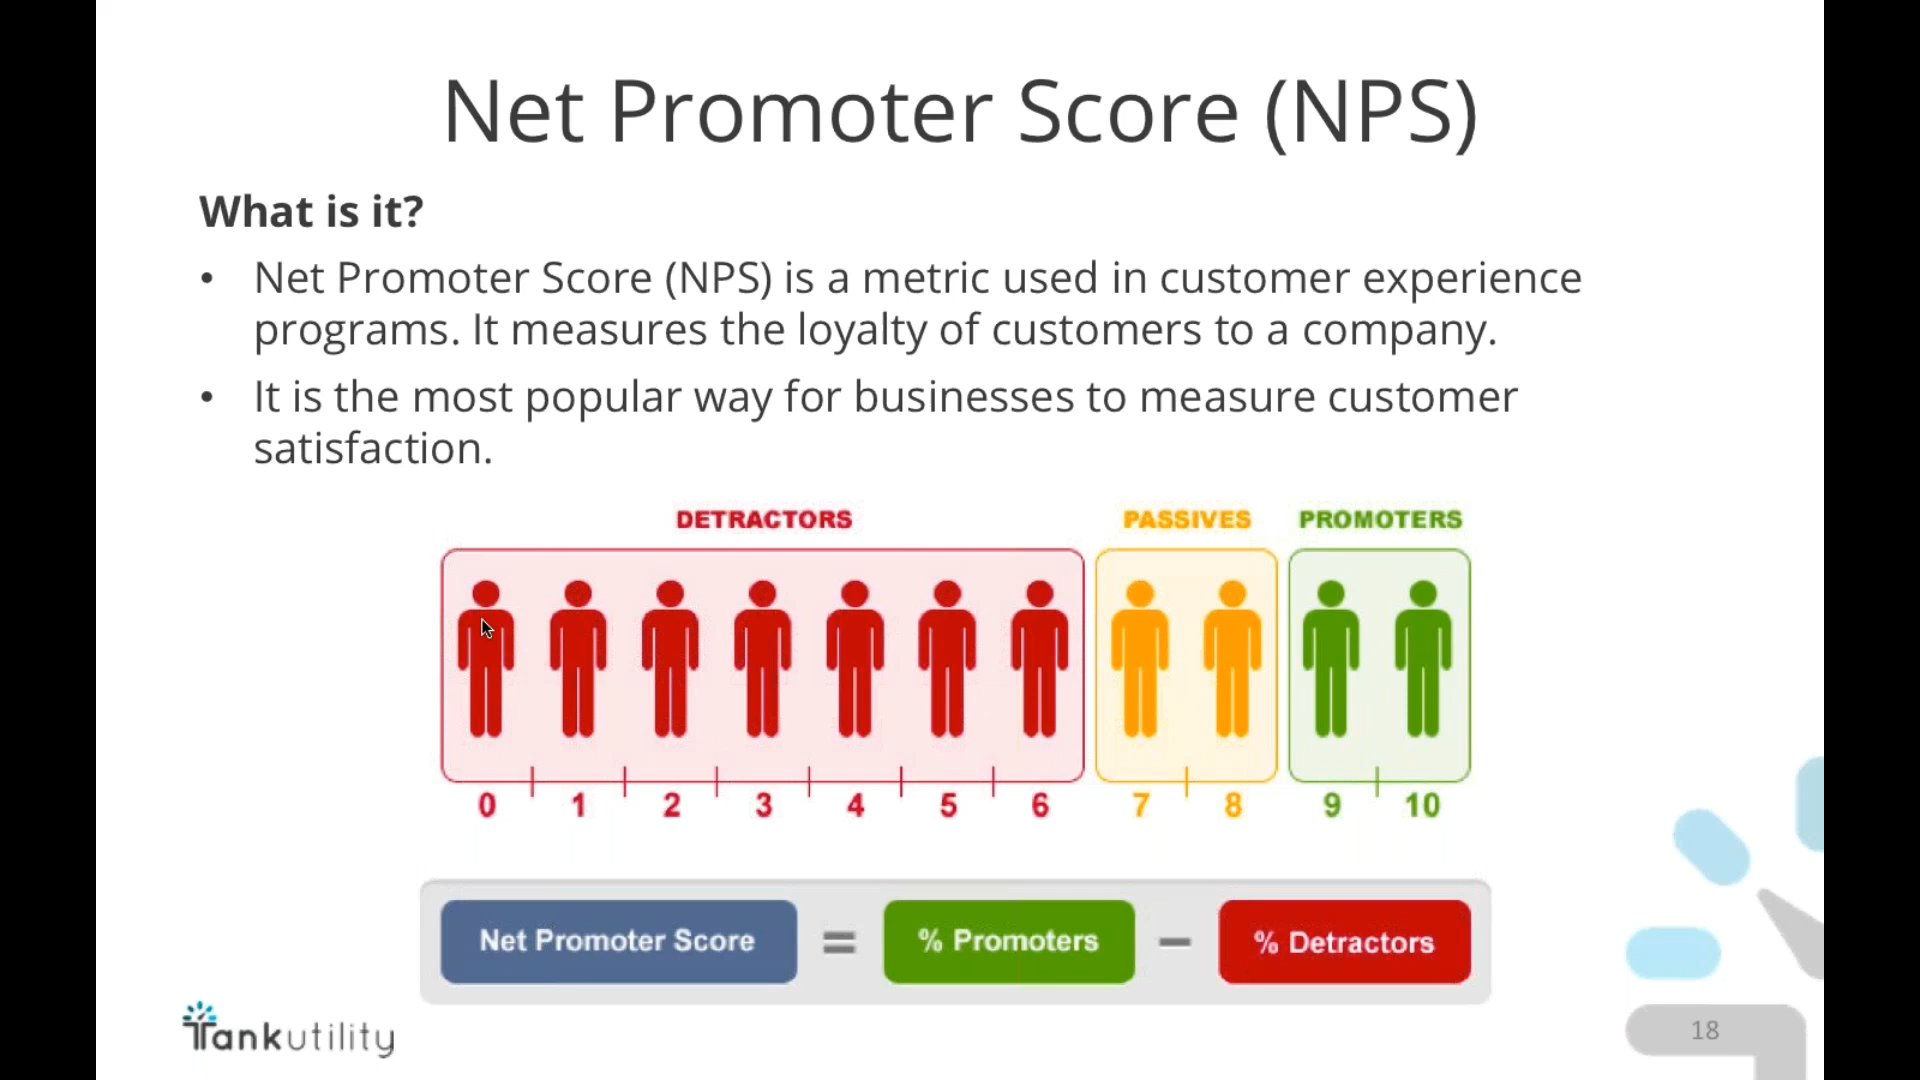 Net Promoter Score (NPS)
What is it?
• Net Promoter Score (NPS) is a metric used in customer experience
programs. It measures the loyalty of customers to a company.
• It is the most popular way for businesses to measure customer
satisfaction.
DETRACTORS PASSIVES PROMOTERS
0 1 2 3 4 5 6 7 8 9 10
Net Promoter Score = % Promoters − % Detractors
Tankutility
18